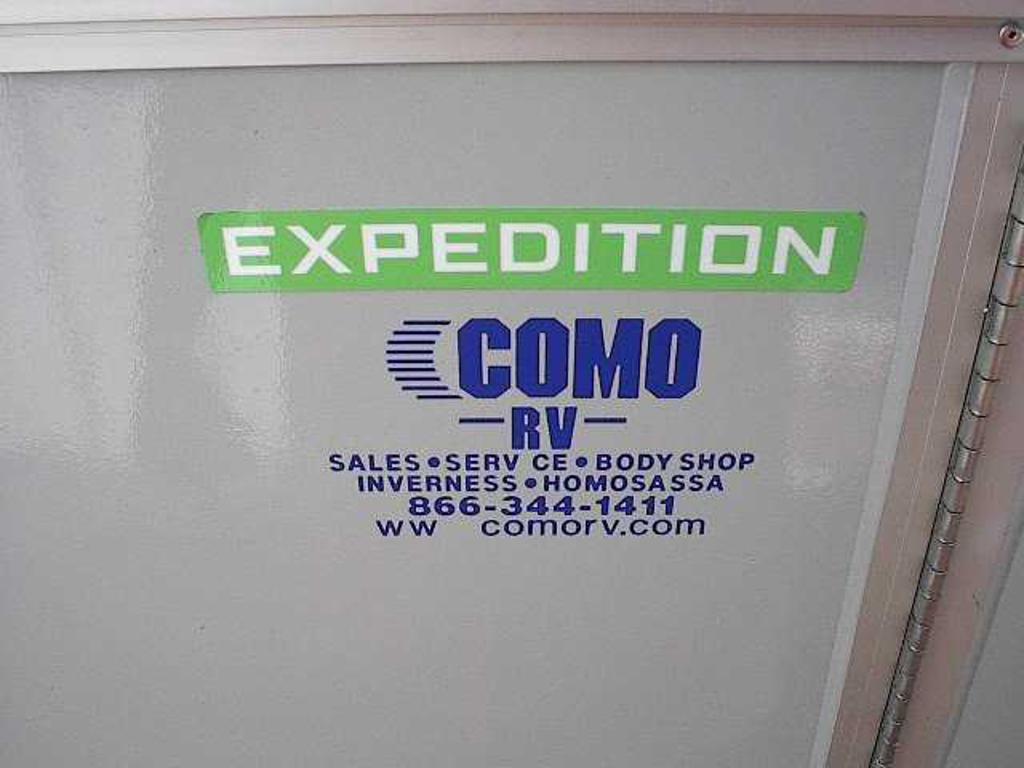 EXPEDITION
COMO
RV
SALES • SERV CE • BODY SHOP
INVERNESS • HOMOSASSA
866-344-1411
ww comorv.com